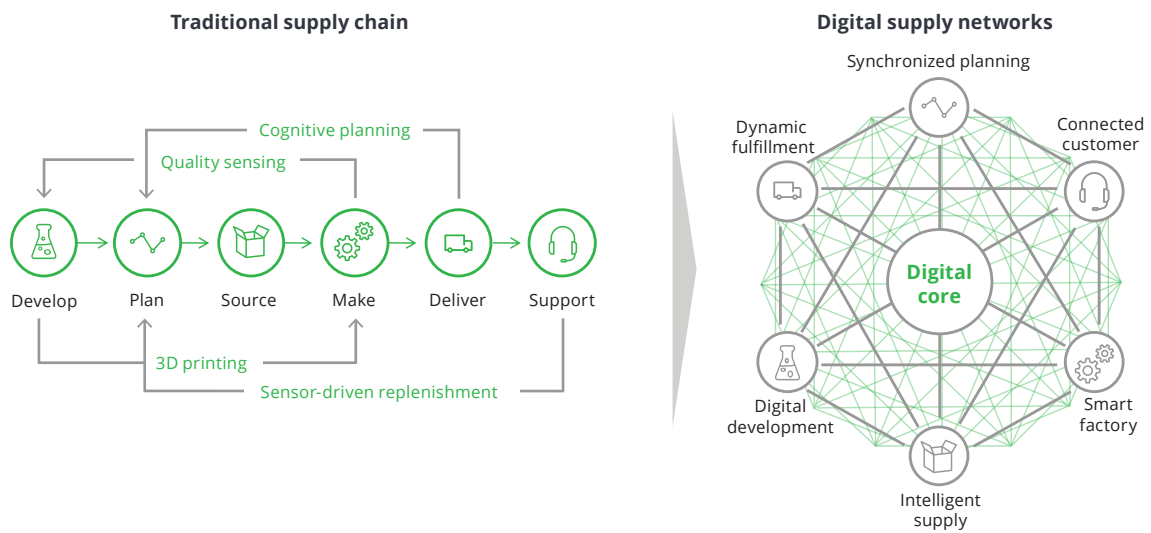 Traditional supply chain
Cognitive planning
Quality sensing
Develop
Plan
Source
Make
Deliver
Support
3D printing
Sensor-driven replenishment
Digital supply networks
Synchronized planning
Dynamic
fulfillment
Connected
customer
Digital
core
Digital
development
Smart
factory
Intelligent
supply